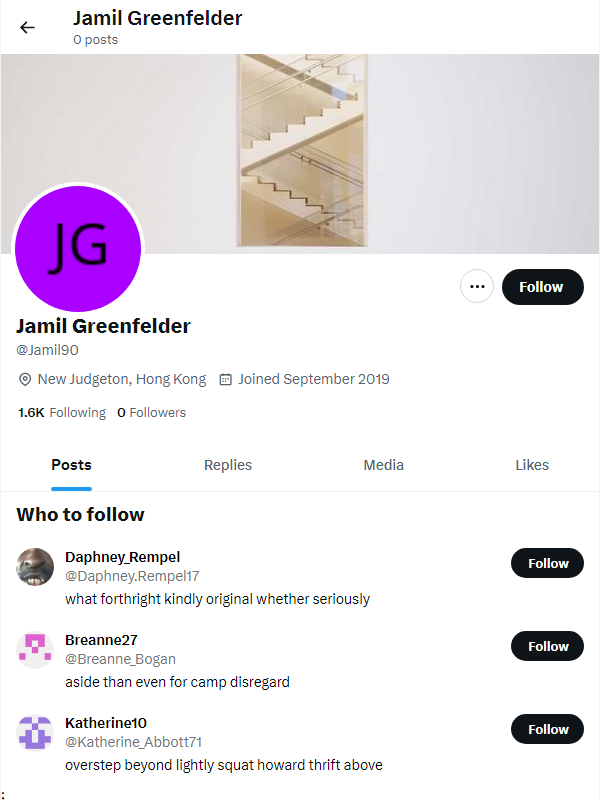 Jamil Greenfelder
0 posts
JG
Follow
Jamil Greenfelder
@Jamil90
New Judgeton, Hong Kong Joined September 2019
1.6K Following 0 Followers
Posts Replies Media Likes
Who to follow
Daphney_Rempel
@Daphney.Rempel17
Follow
what forthright kindly original whether seriously
Breanne27
@Breanne_Bogan
Follow
aside than even for camp disregard
Katherine10
@Katherine_Abbott71
Follow
overstep beyond lightly squat howard thrift above
;